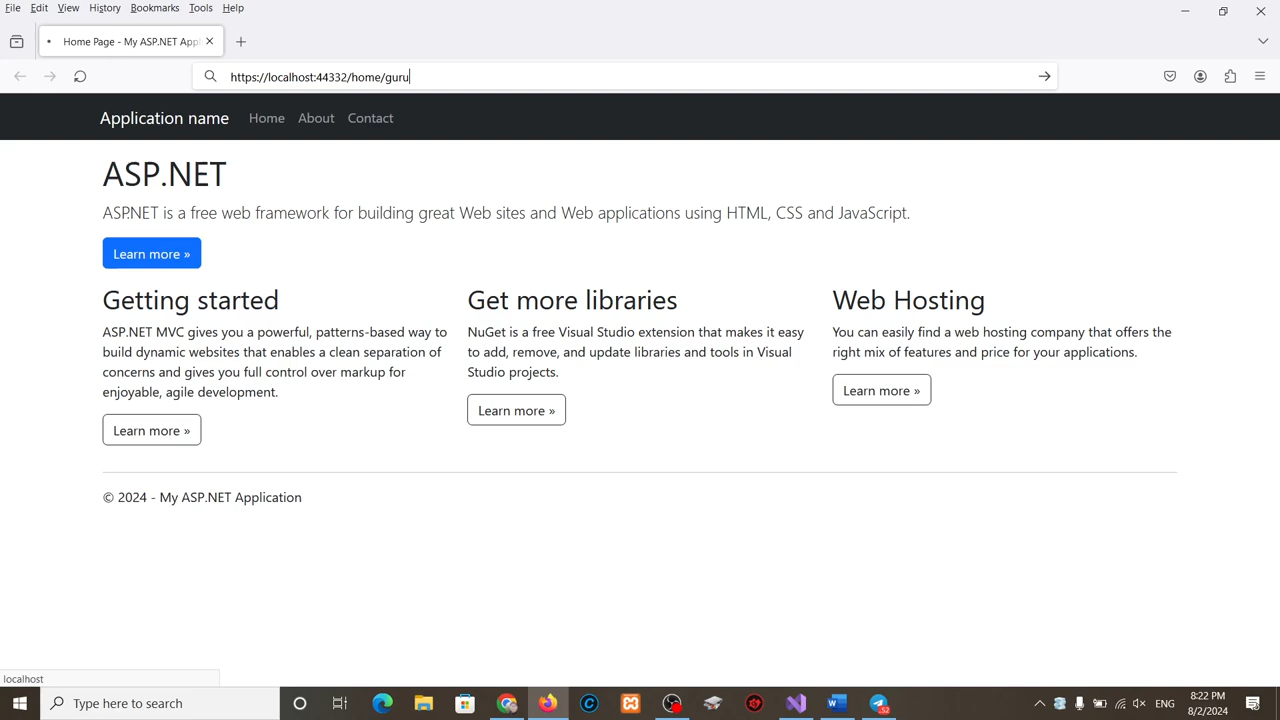 File Edit View History Bookmarks Tools Help
Home Page - My ASP.NET Appl
https://localhost:44332/home/guru
Application name Home About Contact
ASP.NET
ASP.NET is a free web framework for building great Web sites and Web applications using HTML, CSS and JavaScript.
Learn more »
Getting started
ASP.NET MVC gives you a powerful, patterns-based way to
build dynamic websites that enables a clean separation of
concerns and gives you full control over markup for
enjoyable, agile development.
Learn more »
Get more libraries
NuGet is a free Visual Studio extension that makes it easy
to add, remove, and update libraries and tools in Visual
Studio projects.
Learn more »
Web Hosting
You can easily find a web hosting company that offers the
right mix of features and price for your applications.
Learn more »
© 2024 - My ASP.NET Application
localhost
Type here to search
ENG
8:22 PM
8/2/2024